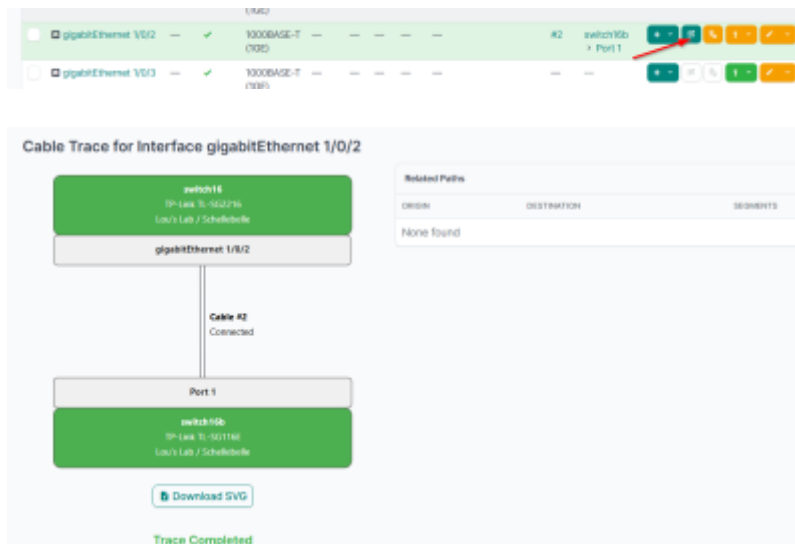 (1GE)
gigabitEthernet 1/0/2 — 1000BASE-T — — — — — #2 switch16b
(1GE) > Port 1
gigabitEthernet 1/0/3 — 1000BASE-T — — — — — — —
(1GE)
Cable Trace for Interface gigabitEthernet 1/0/2
switch16
TP-Link TL-SG2216
Lou's Lab / Schellebelle
gigabitEthernet 1/0/2
Cable #2
Connected
Port 1
switch16b
TP-Link TL-SG116E
Lou's Lab / Schellebelle
Download SVG
Trace Completed
Related Paths
ORIGIN DESTINATION SEGMENTS
None found